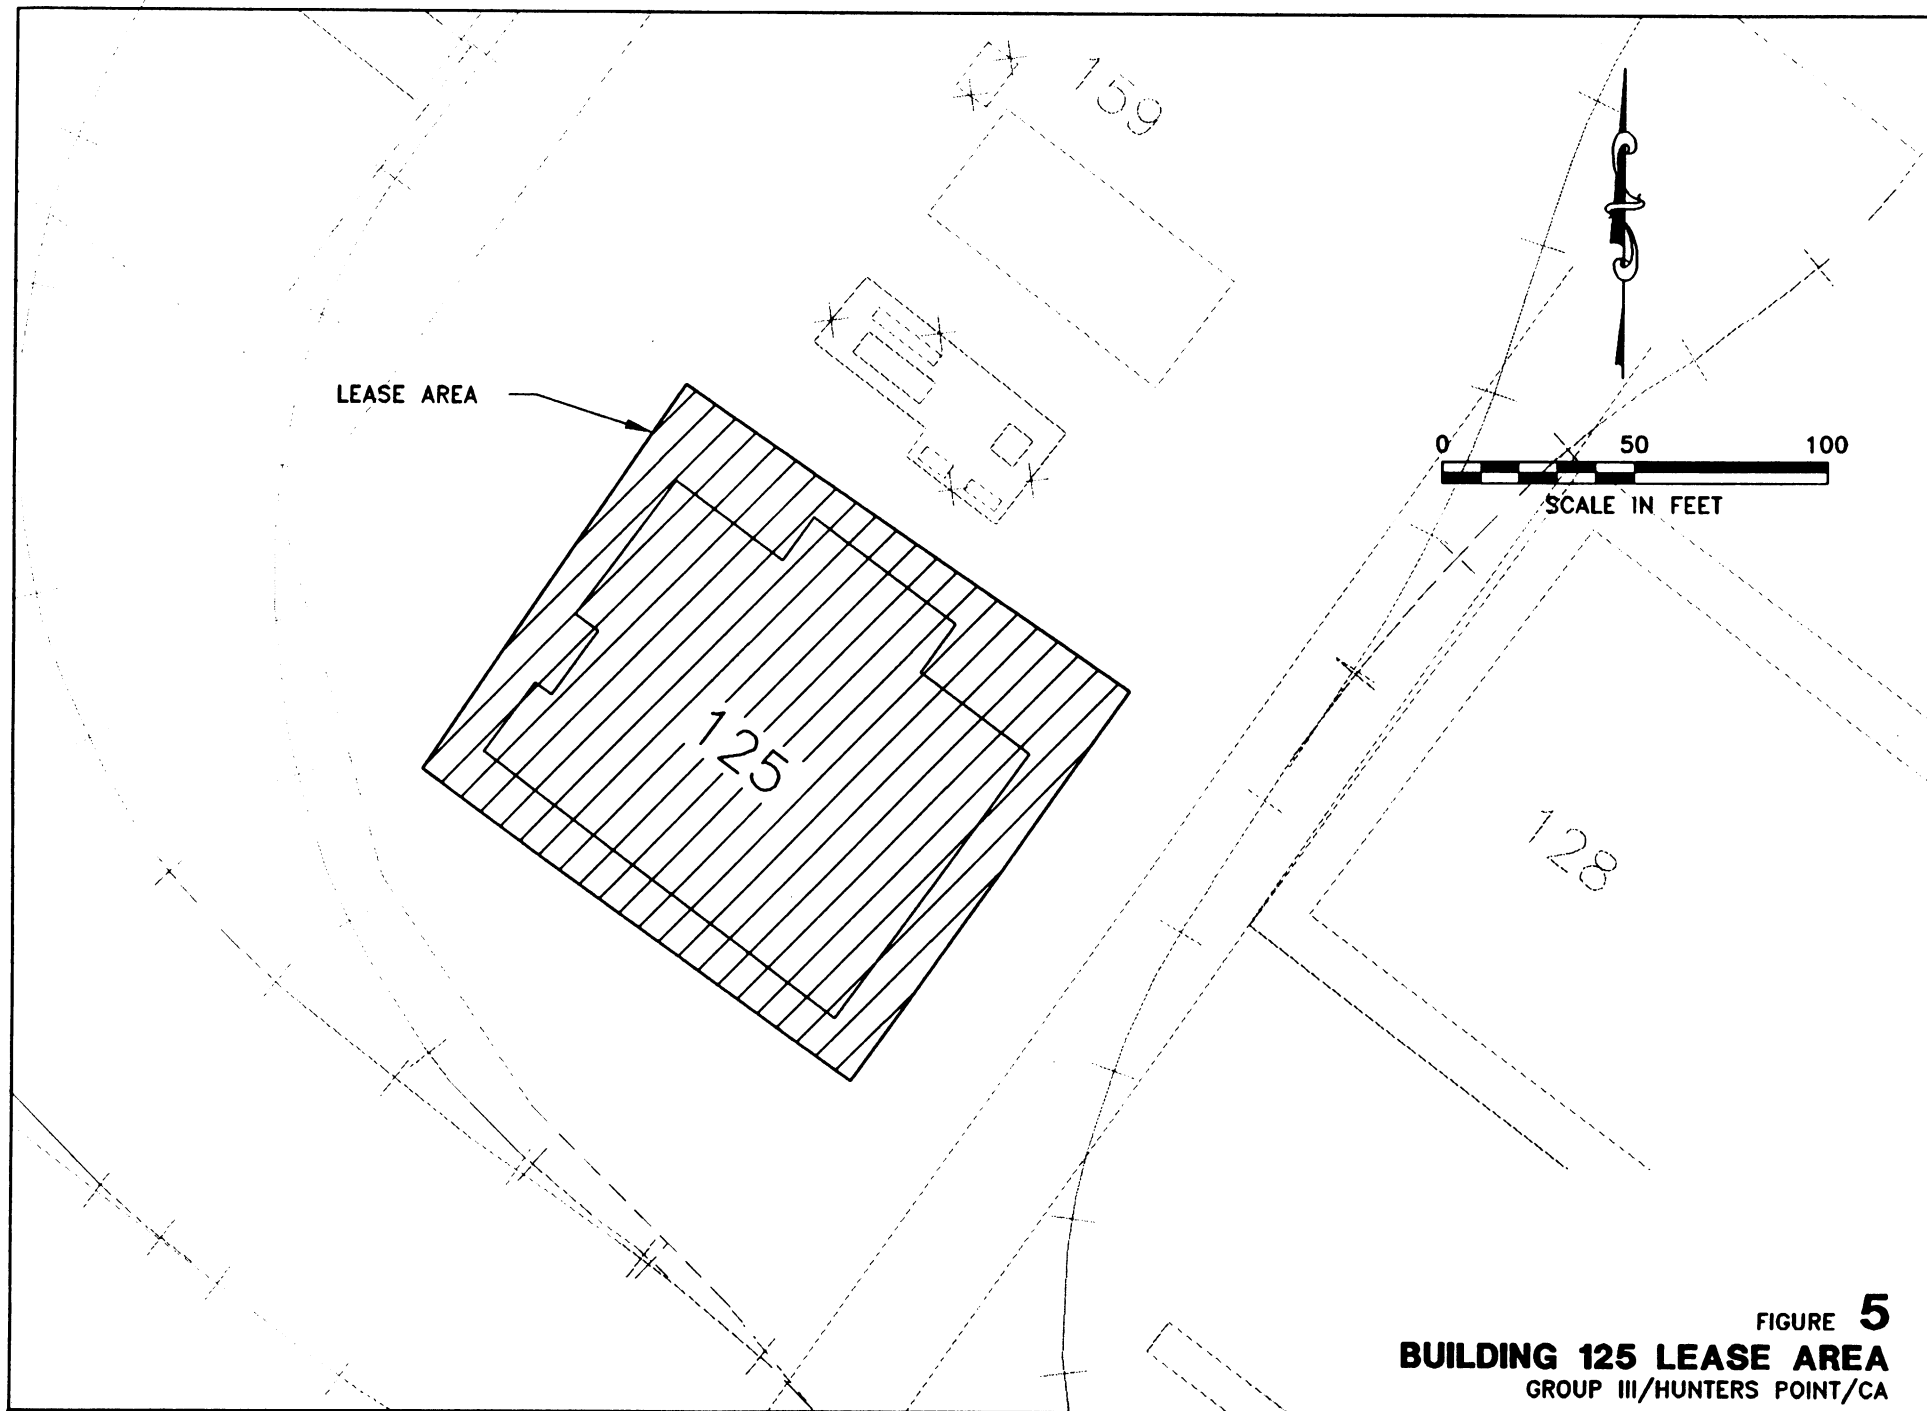 159
LEASE AREA
0 50 100
SCALE IN FEET
125
128
FIGURE 5
BUILDING 125 LEASE AREA
GROUP III/HUNTERS POINT/CA